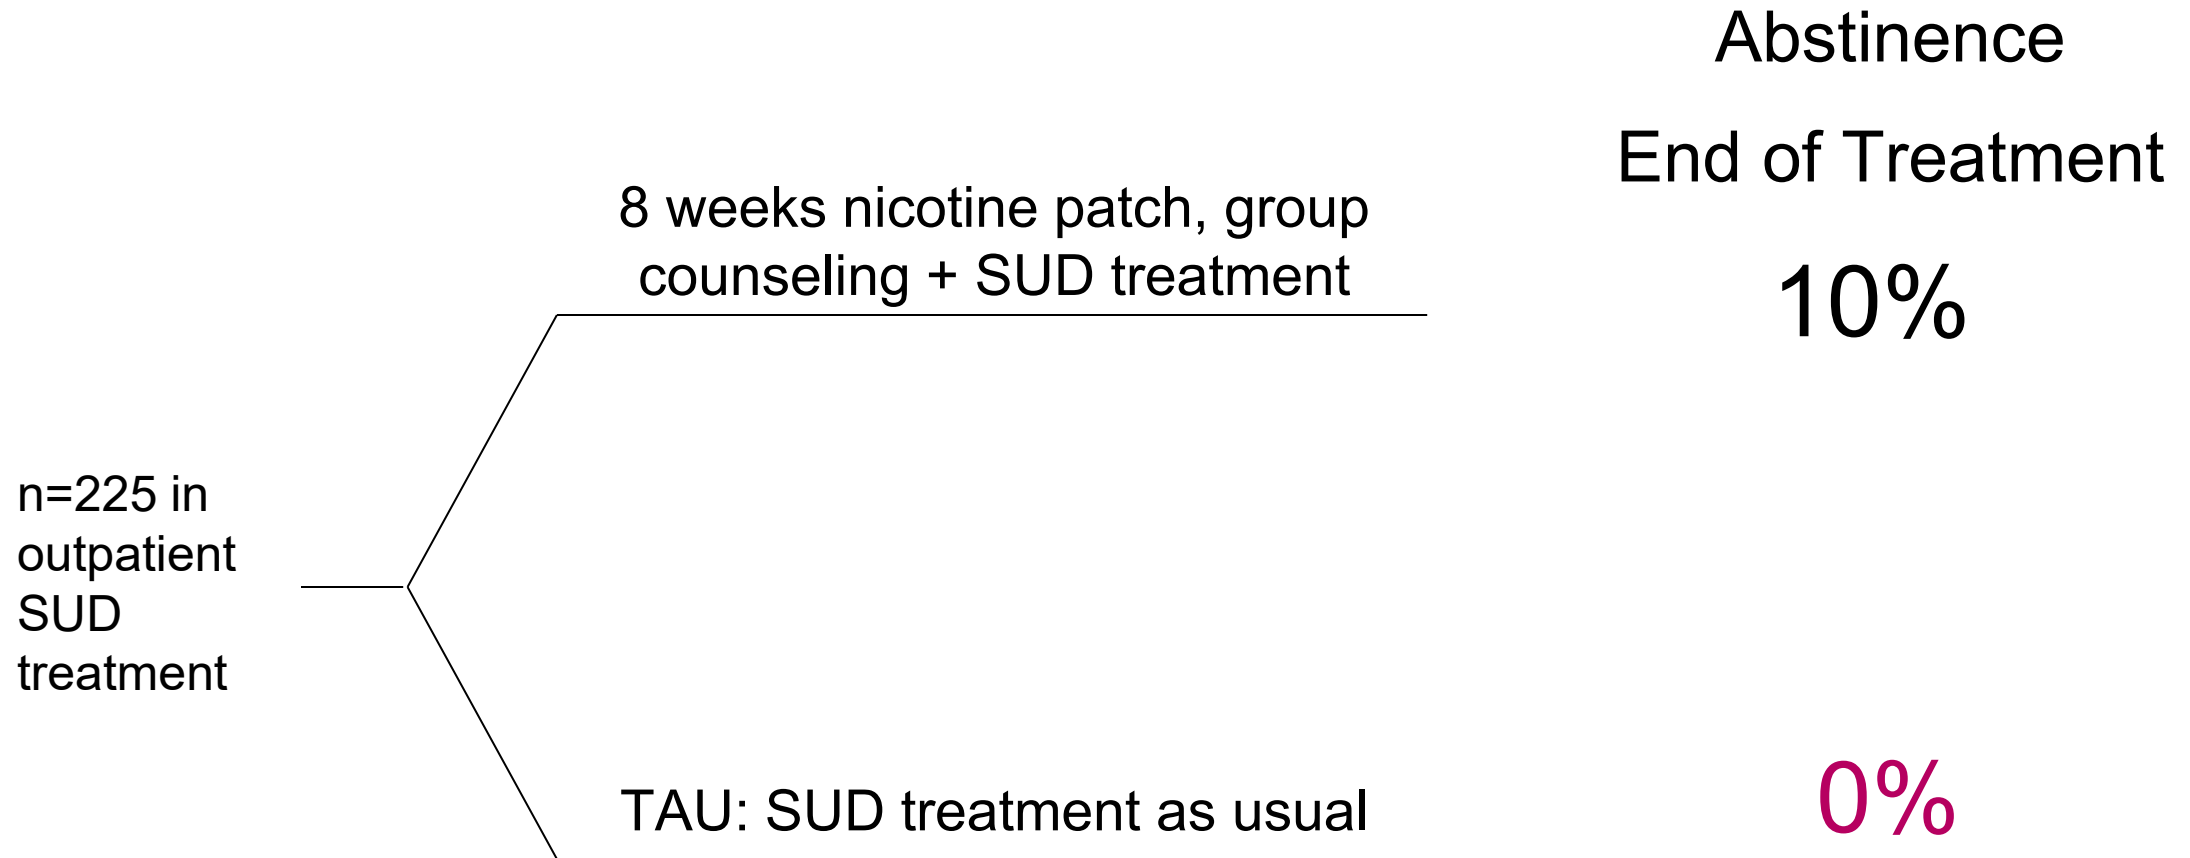 Abstinence
End of Treatment
8 weeks nicotine patch, group
counseling + SUD treatment
10%
n=225 in
outpatient
SUD
treatment
TAU: SUD treatment as usual
0%